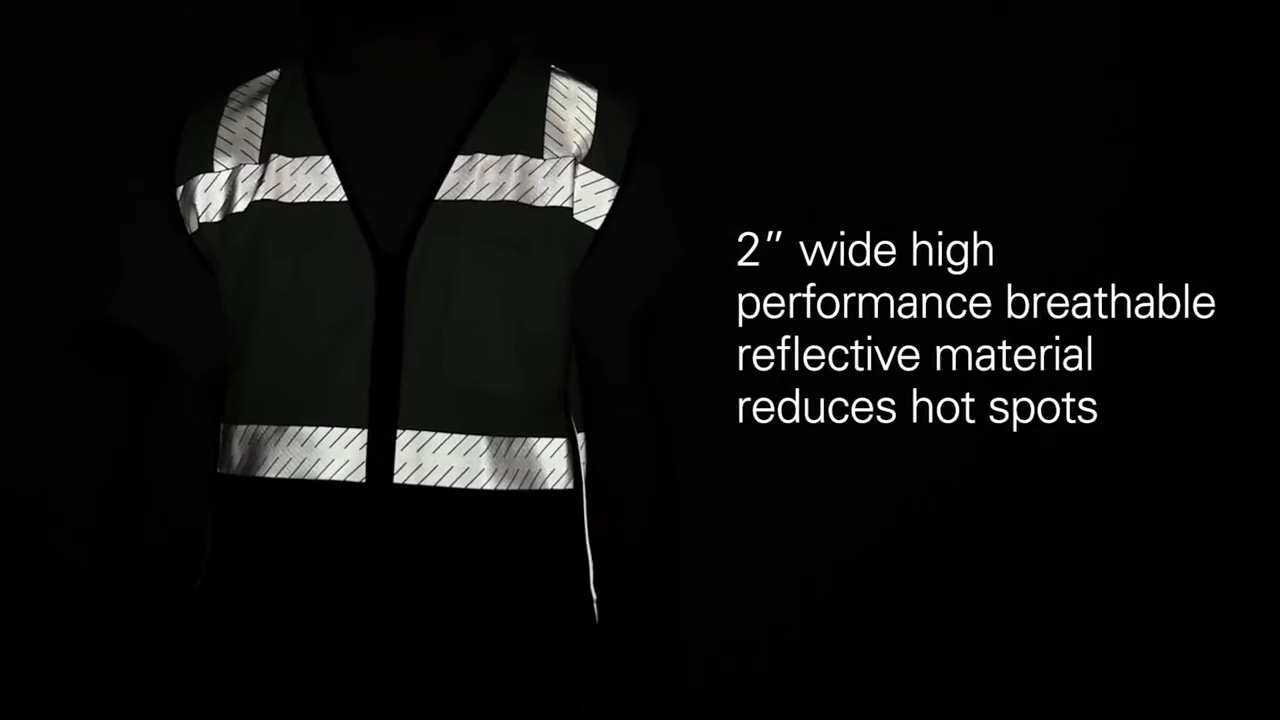 2″ wide high
performance breathable
reflective material
reduces hot spots